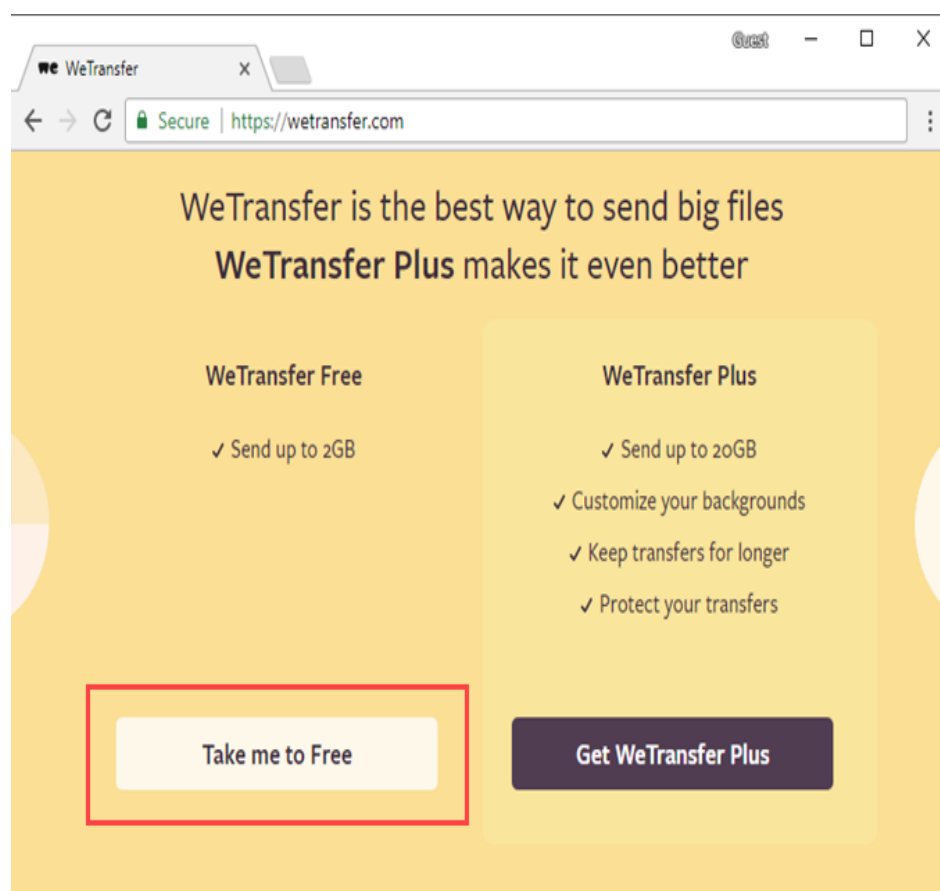 Guest
we WeTransfer
Secure | https://wetransfer.com
WeTransfer is the best way to send big files
WeTransfer Plus makes it even better
WeTransfer Free
✓ Send up to 2GB
WeTransfer Plus
✓ Send up to 20GB
✓ Customize your backgrounds
✓ Keep transfers for longer
✓ Protect your transfers
Take me to Free
Get WeTransfer Plus